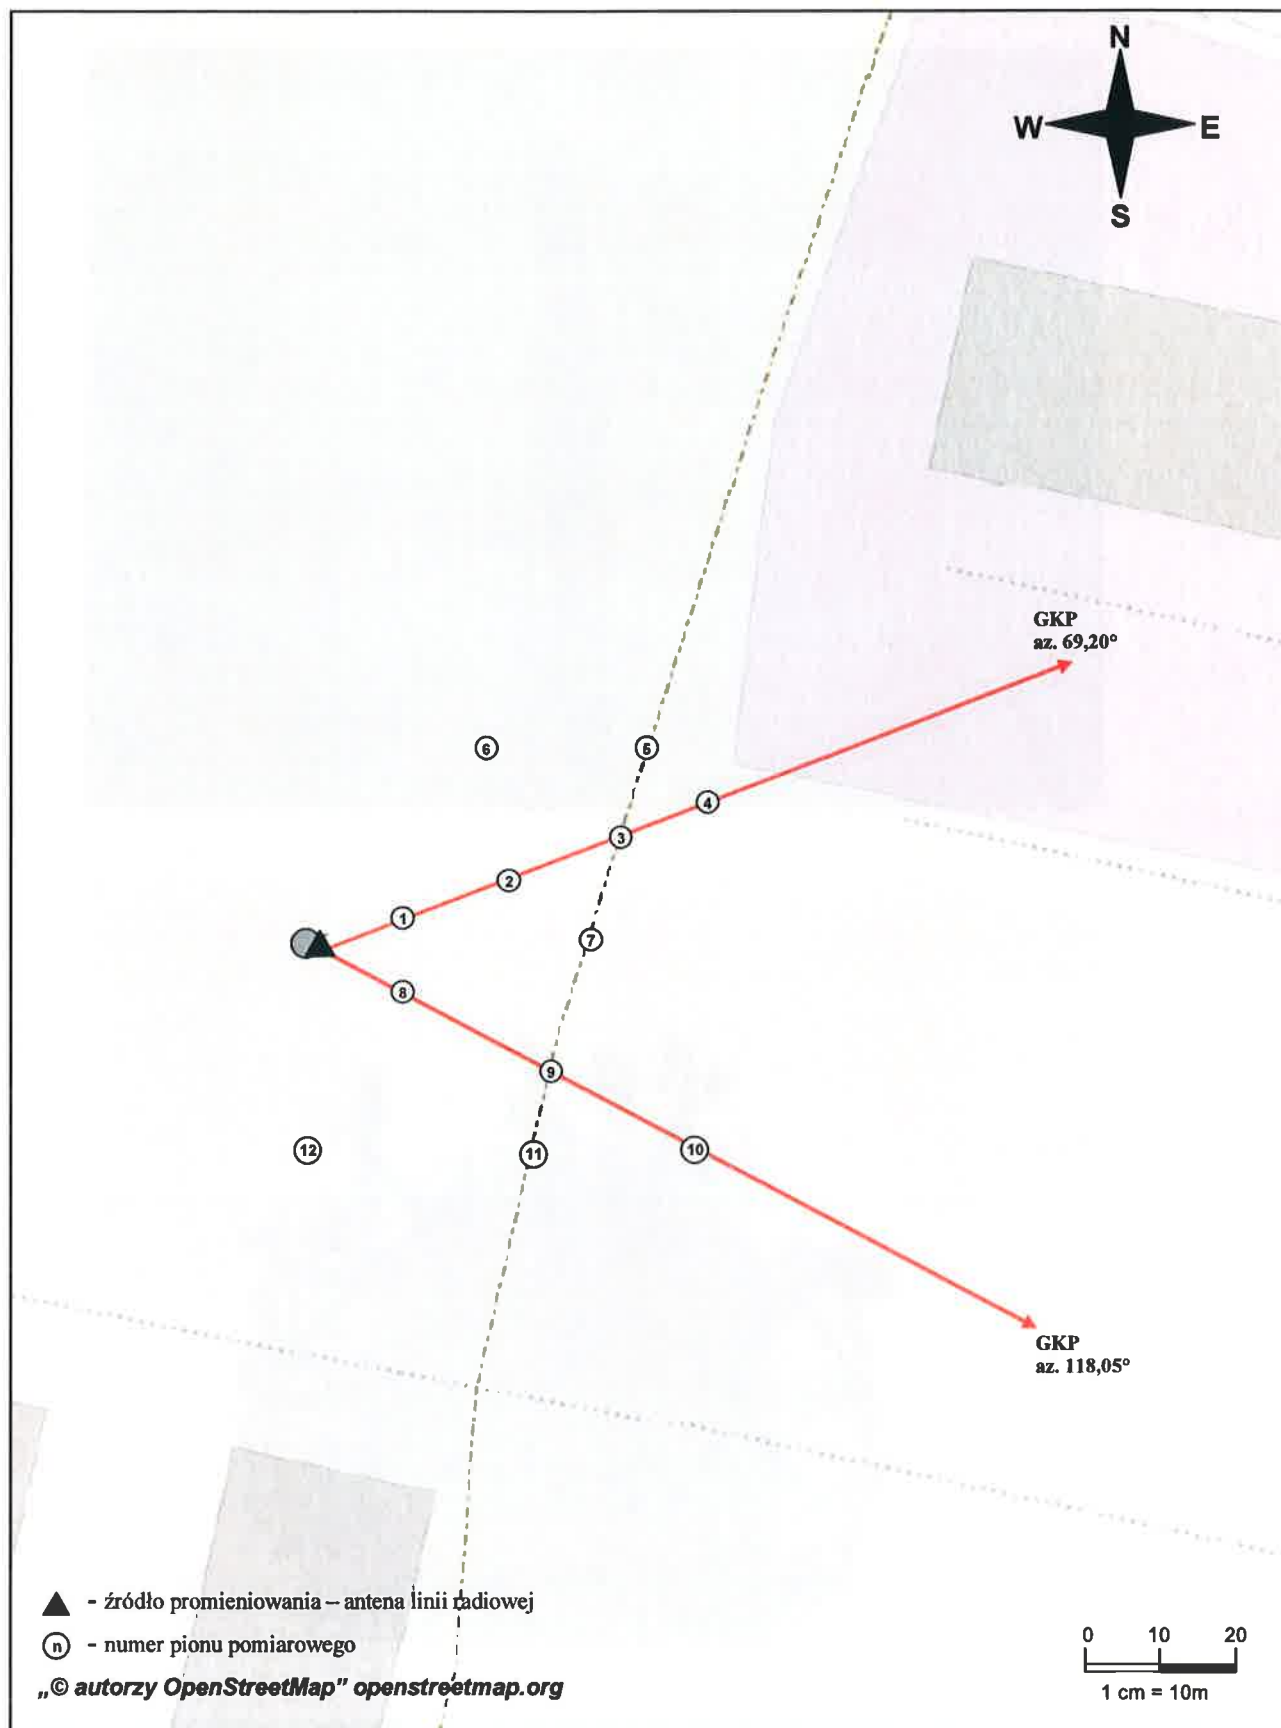 N
W E
S
GKP
az. 69,20°
6
5
4
3
2
1
7
8
9
10
11
12
GKP
az. 118,05°
- źródło promieniowania – antena linii radiowej
n - numer pionu pomiarowego
„© autorzy OpenStreetMap” openstreetmap.org
0 10 20
1 cm = 10m